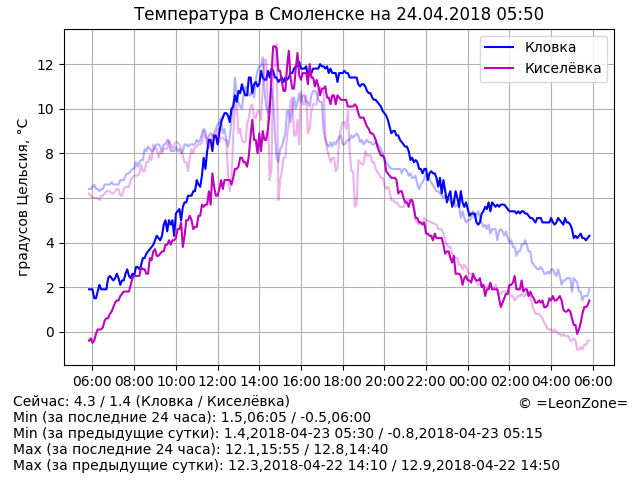 Температура в Смоленске на 24.04.2018 05:50
градусов Цельсия, °C
12
10
8
6
4
2
0
Кловка
Киселёвка
06:00 08:00 10:00 12:00 14:00 16:00 18:00 20:00 22:00 00:00 02:00 04:00 06:00
Сейчас: 4.3 / 1.4 (Кловка / Киселёвка)
© =LeonZone=
Min (за последние 24 часа): 1.5,06:05 / -0.5,06:00
Min (за предыдущие сутки): 1.4,2018-04-23 05:30 / -0.8,2018-04-23 05:15
Max (за последние 24 часа): 12.1,15:55 / 12.8,14:40
Max (за предыдущие сутки): 12.3,2018-04-22 14:10 / 12.9,2018-04-22 14:50